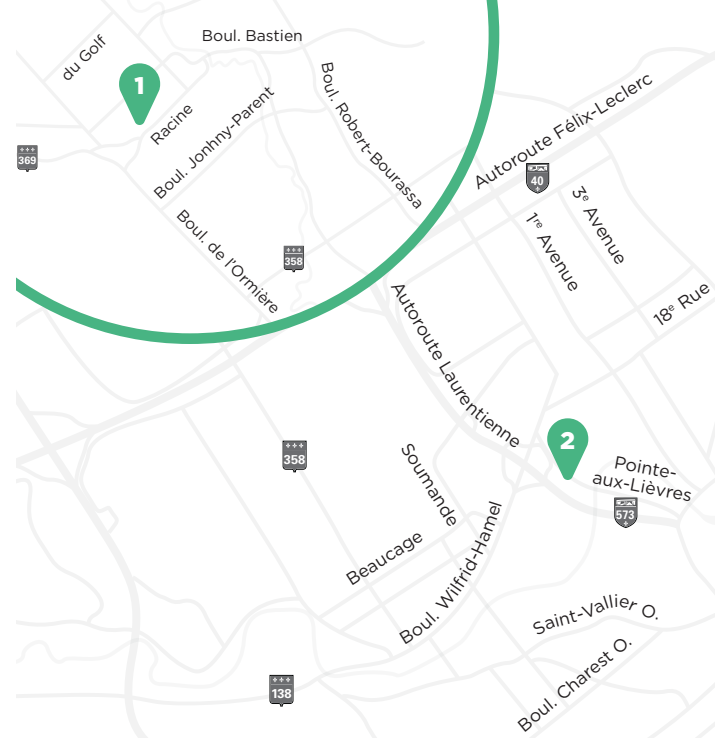 Boul. Bastien
du Golf
1
Racine
Boul. Jonhny-Parent
Boul. Robert-Bourassa
Autoroute Félix-Leclerc
369
40
3e Avenue
1re Avenue
Boul. de l'Ormière
358
18e Rue
Autoroute Laurentienne
2
358
Soumande
Pointe-
aux-Lièvres
573
Beaucage
Boul. Wilfrid-Hamel
Saint-Vallier O.
Boul. Charest O.
138